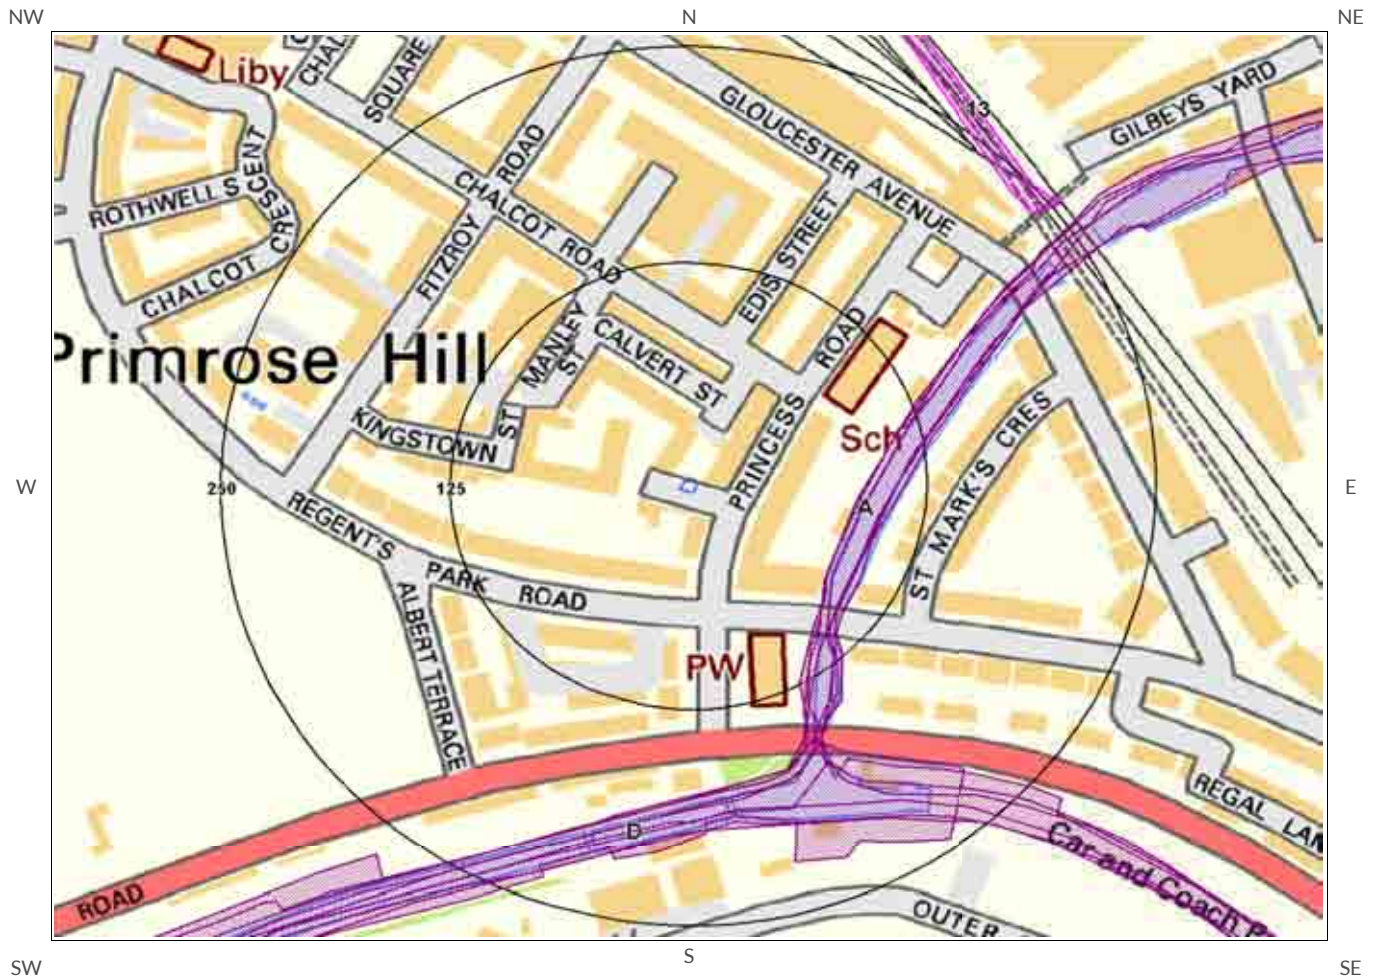 NW
N
NE
Liby
CHAL
SQUARE
13
GILBEYS YARD
GLOUCESTER AVENUE
ROTHWELL S
CRESCENT
CHALCOT
FITZROY ROAD
CHALCOT ROAD
EDIS STREET
Primrose Hill
MANLEY ST
CALVERT ST
PRINCESS ROAD
Sch
KINGSTOWN ST
ST MARK'S CRES
W
250
125
A
E
REGENT'S PARK ROAD
ALBERT TERRACE
PW
D
REGAL LAN
Car and Coach P
ROAD
OUTER
SW
S
SE